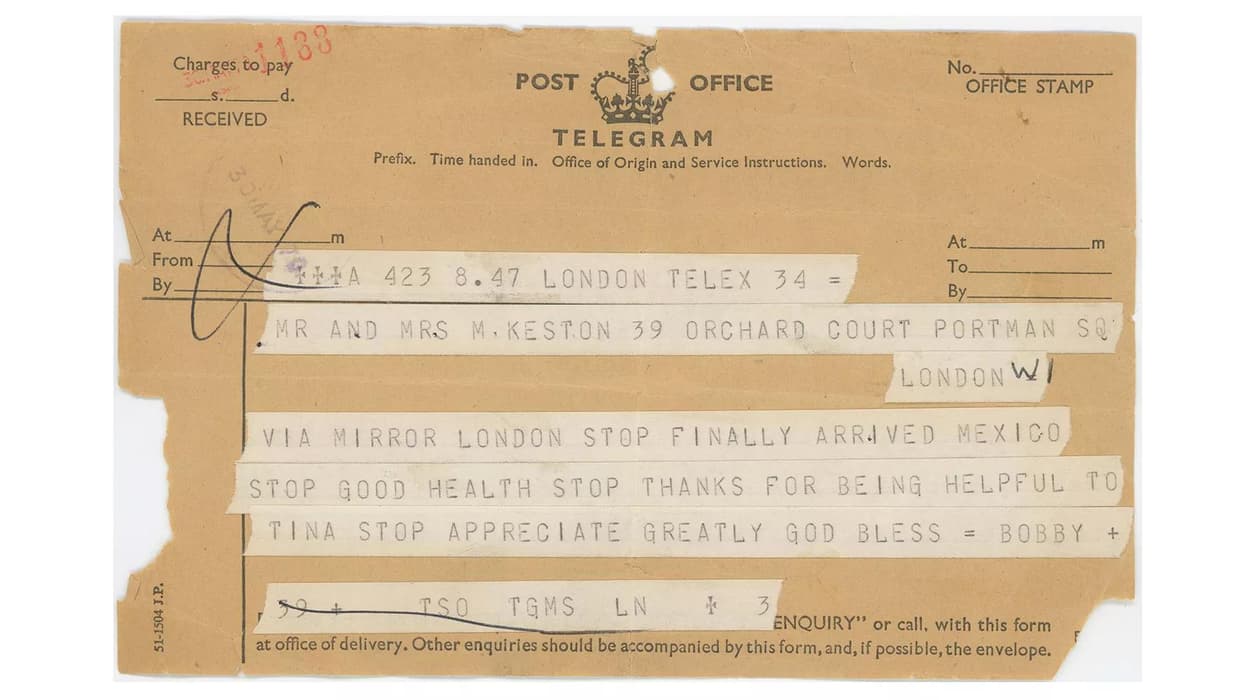 1188
Charges to pay
s. d.
RECEIVED
POST OFFICE
TELEGRAM
Prefix. Time handed in. Office of Origin and Service Instructions. Words.
No.
OFFICE STAMP
30 MAY 70
At m
From
By
At m
To
By
A 423 8.47 LONDON TELEX 34 =
MR AND MRS M. KESTON 39 ORCHARD COURT PORTMAN SQ
LONDON W1
VIA MIRROR LONDON STOP FINALLY ARRIVED MEXICO
STOP GOOD HEALTH STOP THANKS FOR BEING HELPFUL TO
TINA STOP APPRECIATE GREATLY GOD BLESS = BOBBY +
39 + TSO TGMS LN + 3
ENQUIRY" or call, with this form
at office of delivery. Other enquiries should be accompanied by this form, and, if possible, the envelope.
51-1504 J.P.